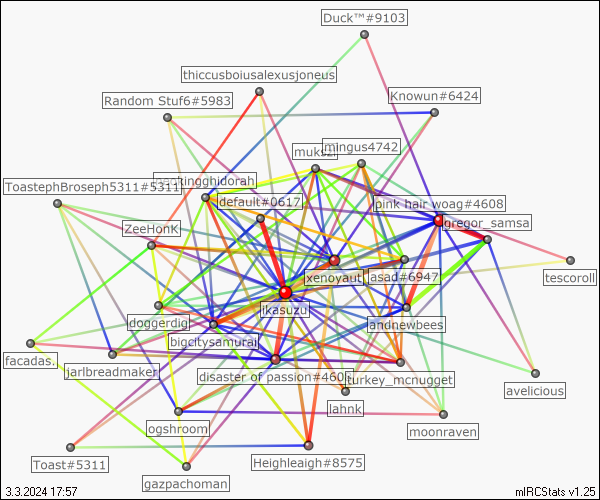 Duck™#9103
thiccusboiusalexusjoneus
Random Stuf6#5983
Knowun#6424
mingus4742
ToastephBroseph5311#5311
default#0617
pink hair woag#4608
gregor_samsa
ZeeHonK
xenoyaut
asad#6947
tescoroll
ikasuzu
doggerdig
andnewbees
bigcitysamurai
facadas.
jarlbreadmaker
disaster of passion#460
turkey_mcnugget
avelicious
lahnk
ogshroom
moonraven
Toast#5311
Heighleaigh#8575
gazpachoman
3.3.2024 17:57
mIRCStats v1.25